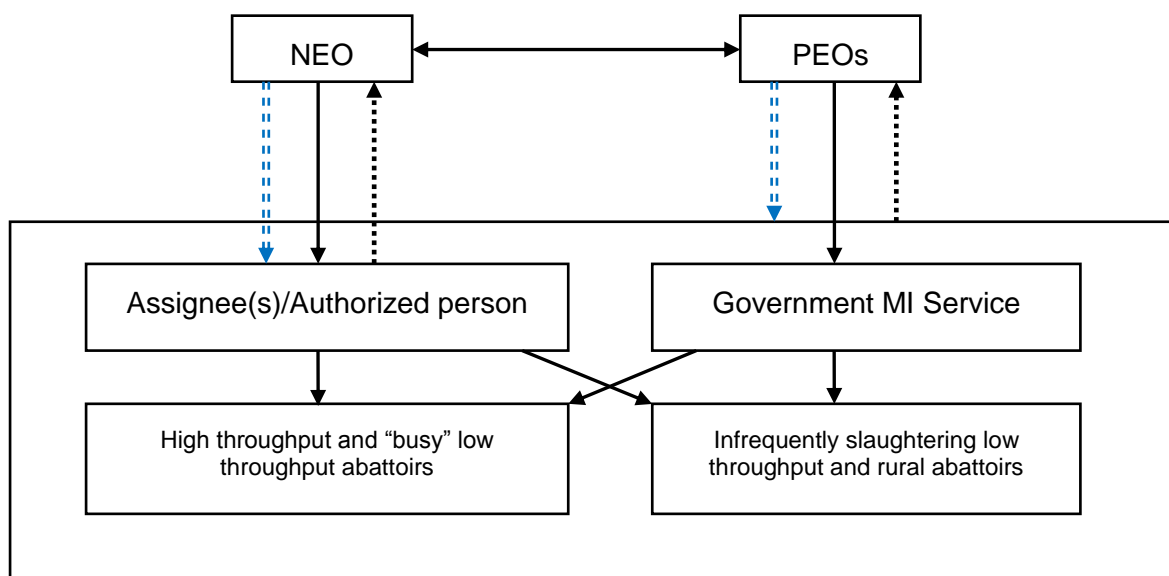 NEO
PEOs
Assignee(s)/Authorized person
Government MI Service
High throughput and “busy” low
throughput abattoirs
Infrequently slaughtering low
throughput and rural abattoirs